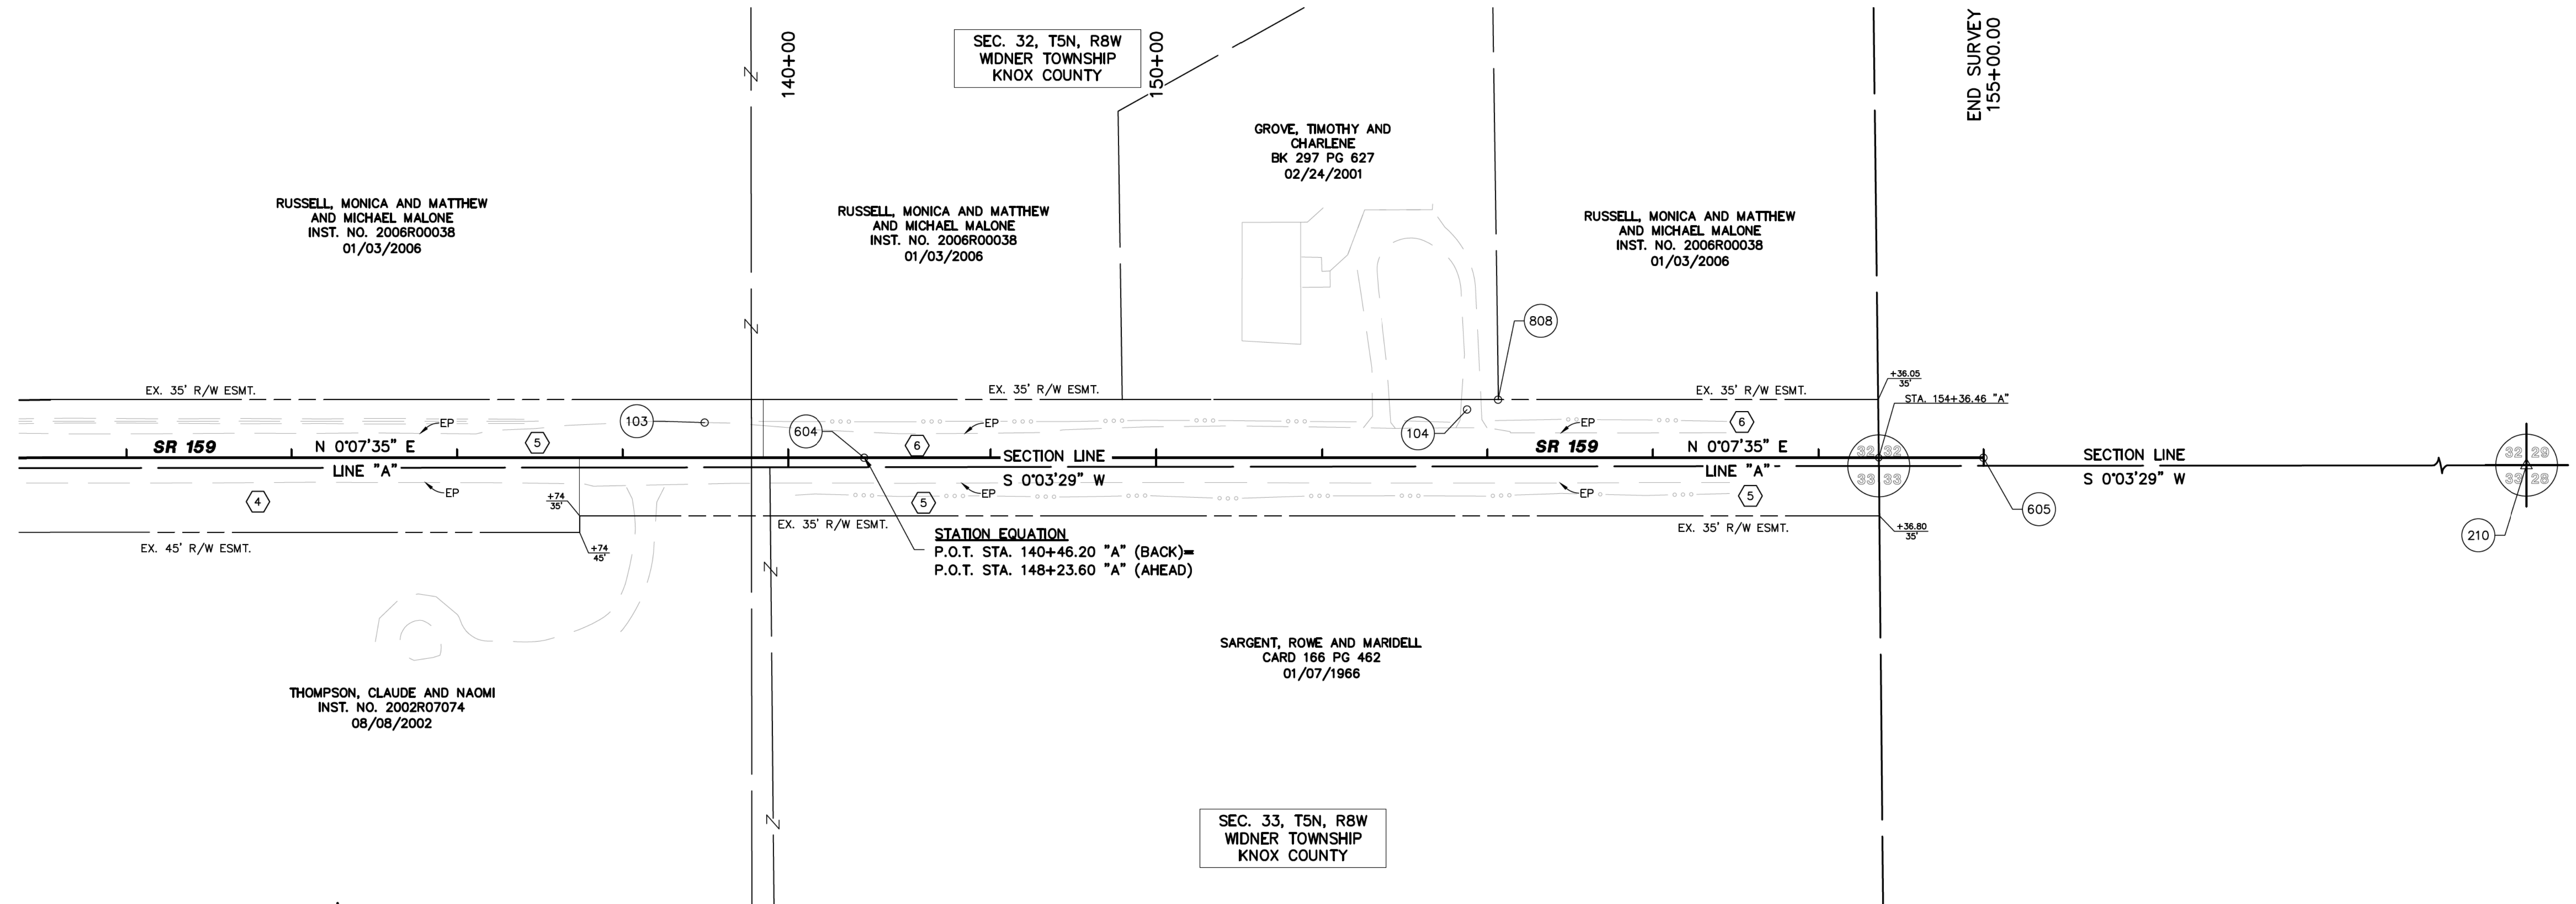 140+00
SEC. 32, T5N, R8W
WIDNER TOWNSHIP
KNOX COUNTY
150+00
END SURVEY
155+00.00
GROVE, TIMOTHY AND
CHARLENE
BK 297 PG 627
02/24/2001
RUSSELL, MONICA AND MATTHEW
AND MICHAEL MALONE
INST. NO. 2006R00038
01/03/2006
RUSSELL, MONICA AND MATTHEW
AND MICHAEL MALONE
INST. NO. 2006R00038
01/03/2006
RUSSELL, MONICA AND MATTHEW
AND MICHAEL MALONE
INST. NO. 2006R00038
01/03/2006
808
EX. 35' R/W ESMT.
EX. 35' R/W ESMT.
EX. 35' R/W ESMT.
+36.05
35'
STA. 154+36.46 "A"
103
EP
604
EP
104
EP
6
SR 159
N 0°07'35" E
5
6
SECTION LINE
SR 159
N 0°07'35" E
32 32
33 33
SECTION LINE
32 29
33 28
LINE "A"
S 0°03'29" W
LINE "A"
S 0°03'29" W
4
EP
+74
35'
EP
5
EP
5
605
EX. 35' R/W ESMT.
EX. 35' R/W ESMT.
+36.80
35'
210
EX. 45' R/W ESMT.
+74
45'
STATION EQUATION
P.O.T. STA. 140+46.20 "A" (BACK)=
P.O.T. STA. 148+23.60 "A" (AHEAD)
THOMPSON, CLAUDE AND NAOMI
INST. NO. 2002R07074
08/08/2002
SARGENT, ROWE AND MARIDELL
CARD 166 PG 462
01/07/1966
SEC. 33, T5N, R8W
WIDNER TOWNSHIP
KNOX COUNTY